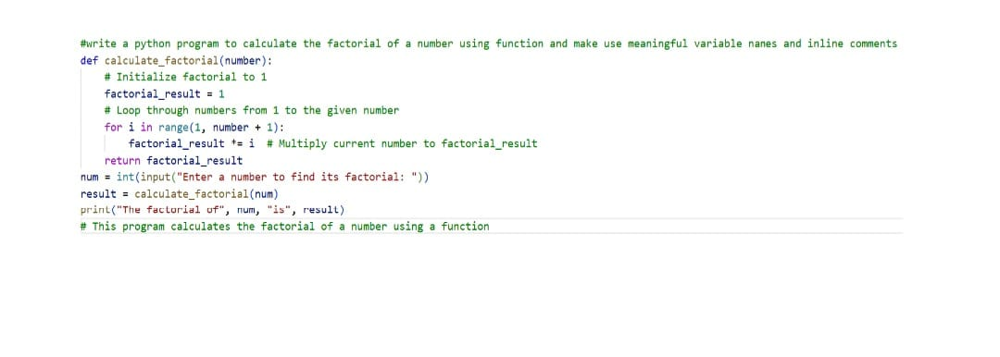 #write a python program to calculate the factorial of a number using function and make use meaningful variable nanes and inline comments
def calculate_factorial(number):
    # Initialize factorial to 1
    factorial_result = 1
    # Loop through numbers from 1 to the given number
    for i in range(1, number + 1):
        factorial_result *= i  # Multiply current number to factorial_result
    return factorial_result
num = int(input("Enter a number to find its factorial: "))
result = calculate_factorial(num)
print("The factorial of", num, "is", result)
# This program calculates the factorial of a number using a function